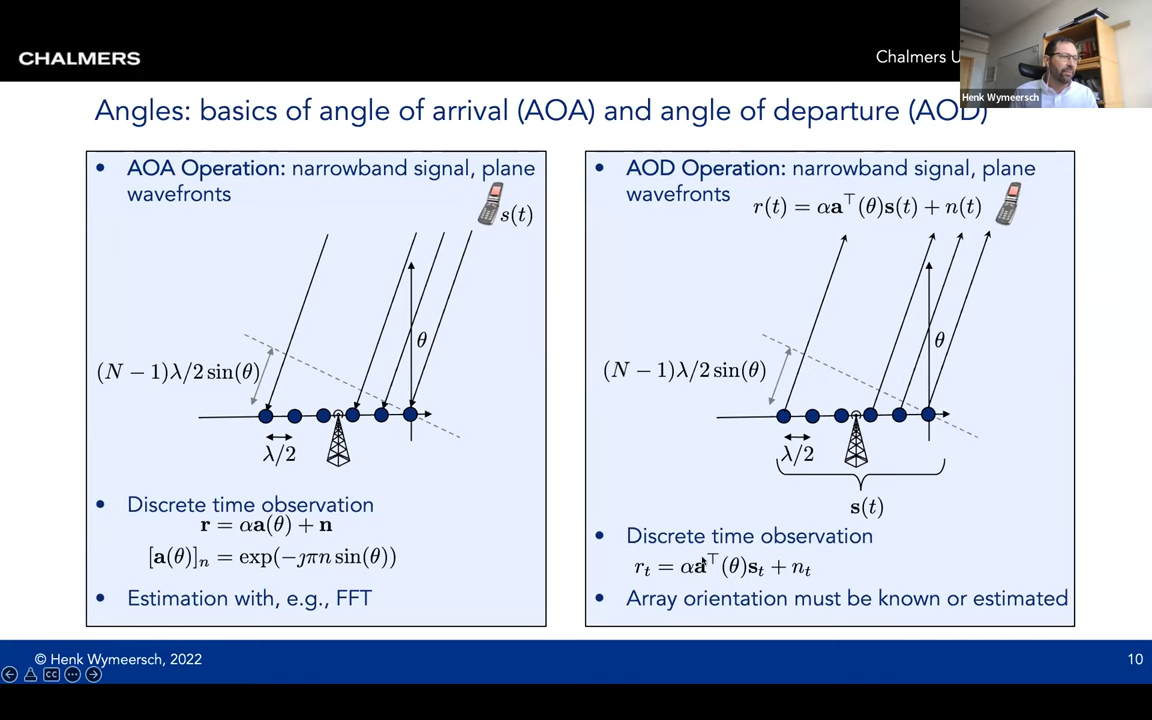 CHALMERS
Chalmers U
Henk Wymeersch
Angles: basics of angle of arrival (AOA) and angle of departure (AOD)
• AOA Operation: narrowband signal, plane
wavefronts
s(t)
θ
(N − 1)λ/2 sin(θ)
λ/2
• Discrete time observation
r = αa(θ) + n
[a(θ)]ₙ = exp(−ȷπn sin(θ))
• Estimation with, e.g., FFT
• AOD Operation: narrowband signal, plane
wavefronts
r(t) = αa⊤(θ)s(t) + n(t)
θ
(N − 1)λ/2 sin(θ)
λ/2
s(t)
• Discrete time observation
rₜ = αa⊤(θ)sₜ + nₜ
• Array orientation must be known or estimated
© Henk Wymeersch, 2022
10
CC